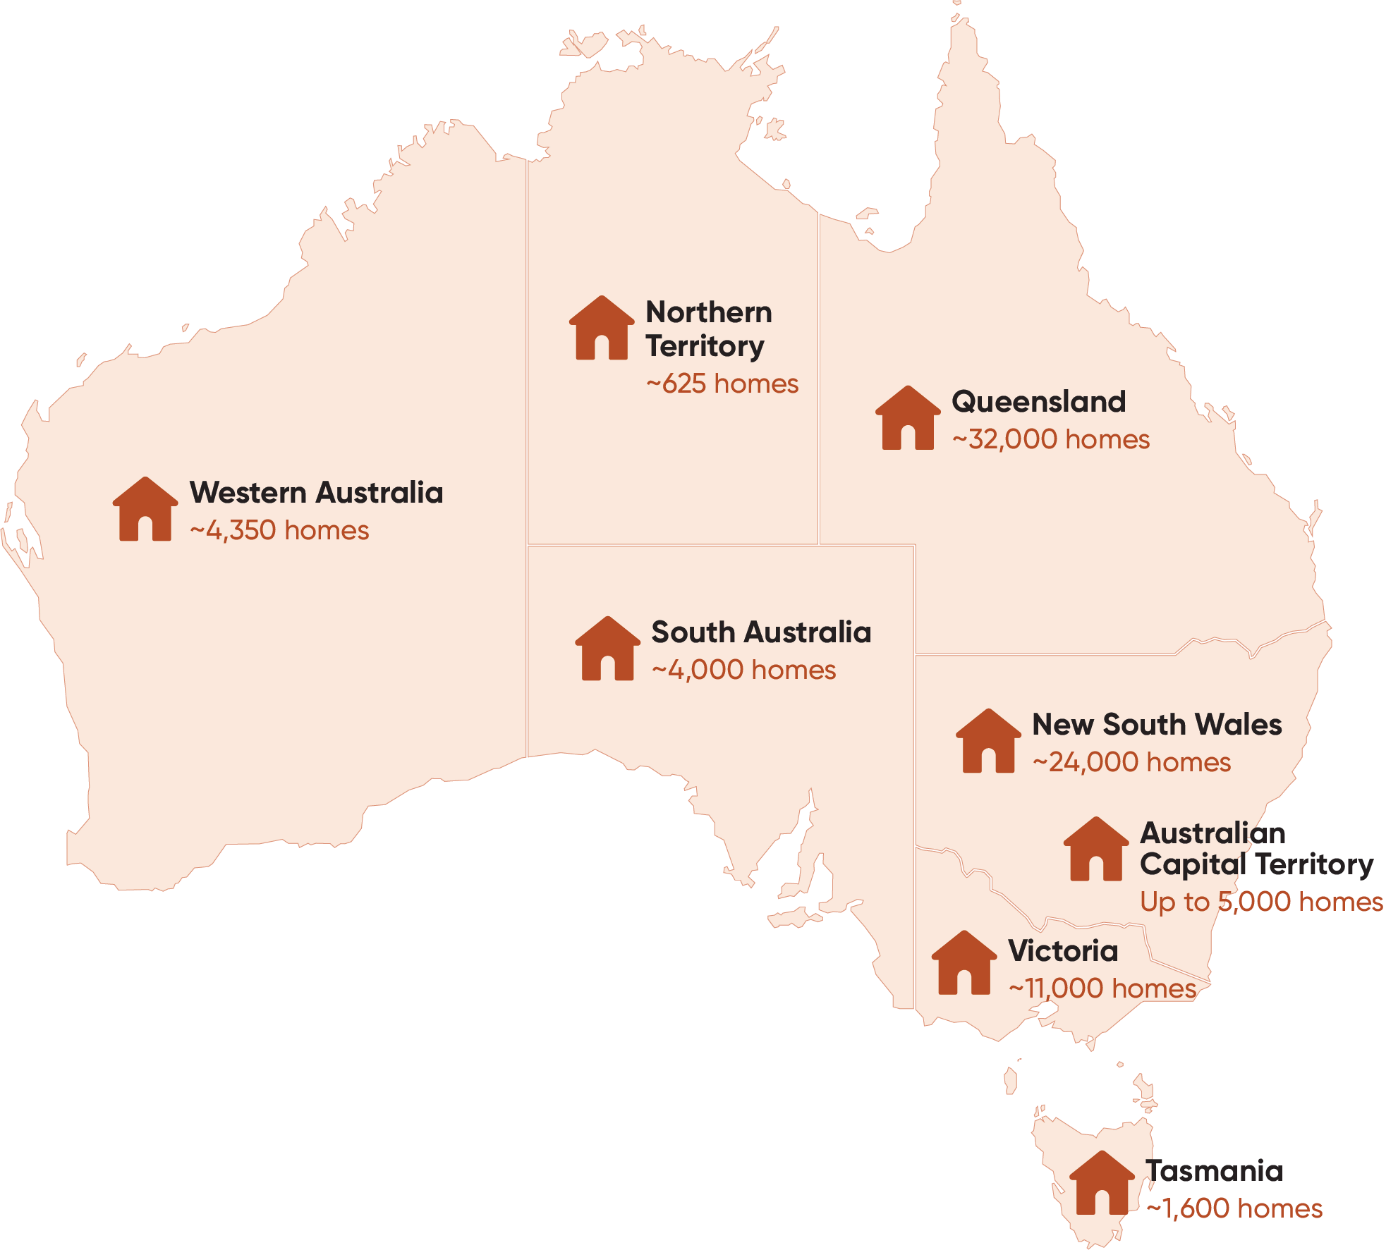 Northern
Territory
~625 homes
Queensland
~32,000 homes
Western Australia
~4,350 homes
South Australia
~4,000 homes
New South Wales
~24,000 homes
Australian
Capital Territory
Up to 5,000 homes
Victoria
~11,000 homes
Tasmania
~1,600 homes